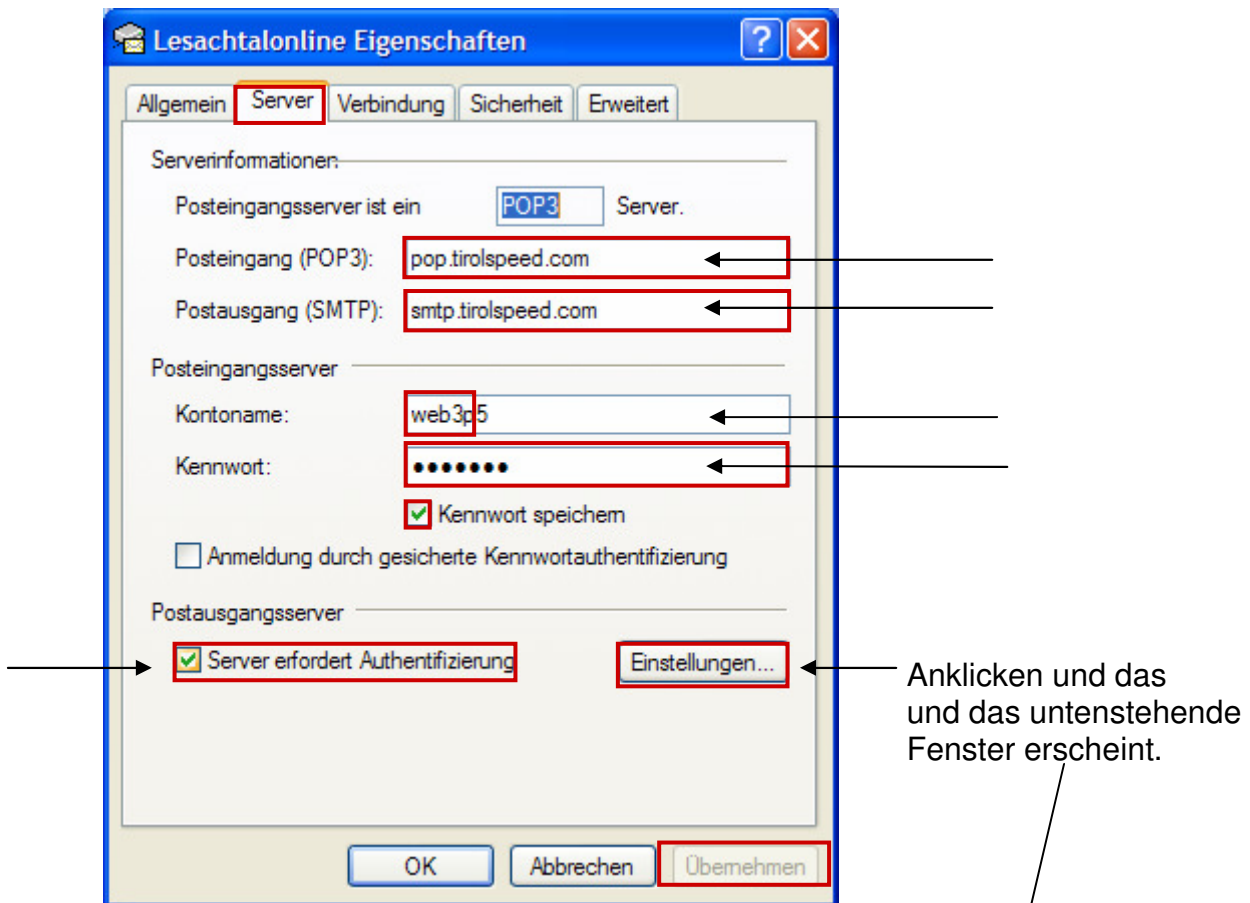 Lesachtalonline Eigenschaften
Allgemein Server Verbindung Sicherheit Erweitert
Serverinformationen
Posteingangsserver ist ein POP3 Server.
Posteingang (POP3): pop.tirolspeed.com
Postausgang (SMTP): smtp.tirolspeed.com
Posteingangsserver
Kontoname: web3p5
Kennwort: •••••••
Kennwort speichern
Anmeldung durch gesicherte Kennwortauthentifizierung
Postausgangsserver
Server erfordert Authentifizierung Einstellungen...
Anklicken und das
und das untenstehende
Fenster erscheint.
OK Abbrechen Übernehmen